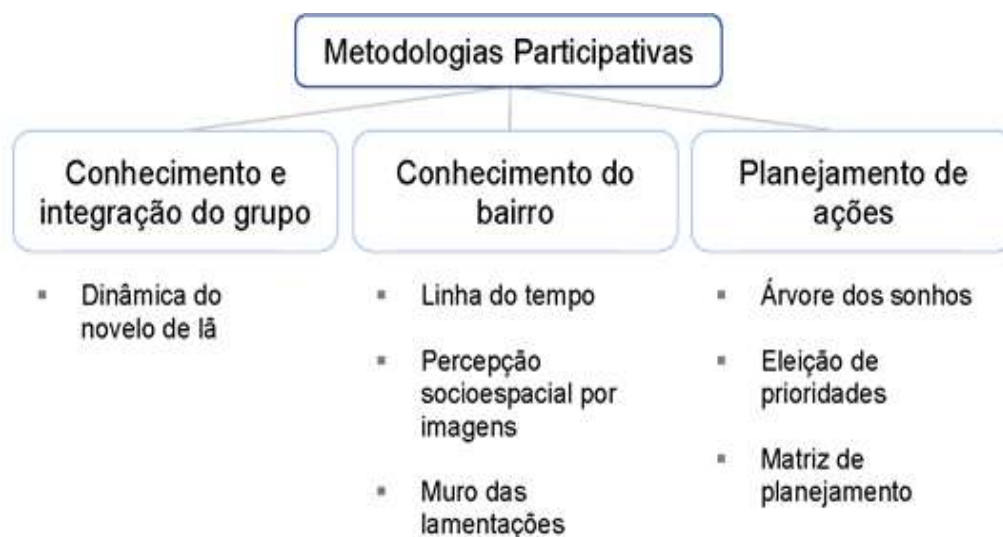 Metodologias Participativas
Conhecimento e
integração do grupo
Conhecimento do
bairro
Planejamento de
ações
▪ Dinâmica do
novelo de lã
▪ Linha do tempo
▪ Percepção
socioespacial por
imagens
▪ Muro das
lamentações
▪ Árvore dos sonhos
▪ Eleição de
prioridades
▪ Matriz de
planejamento